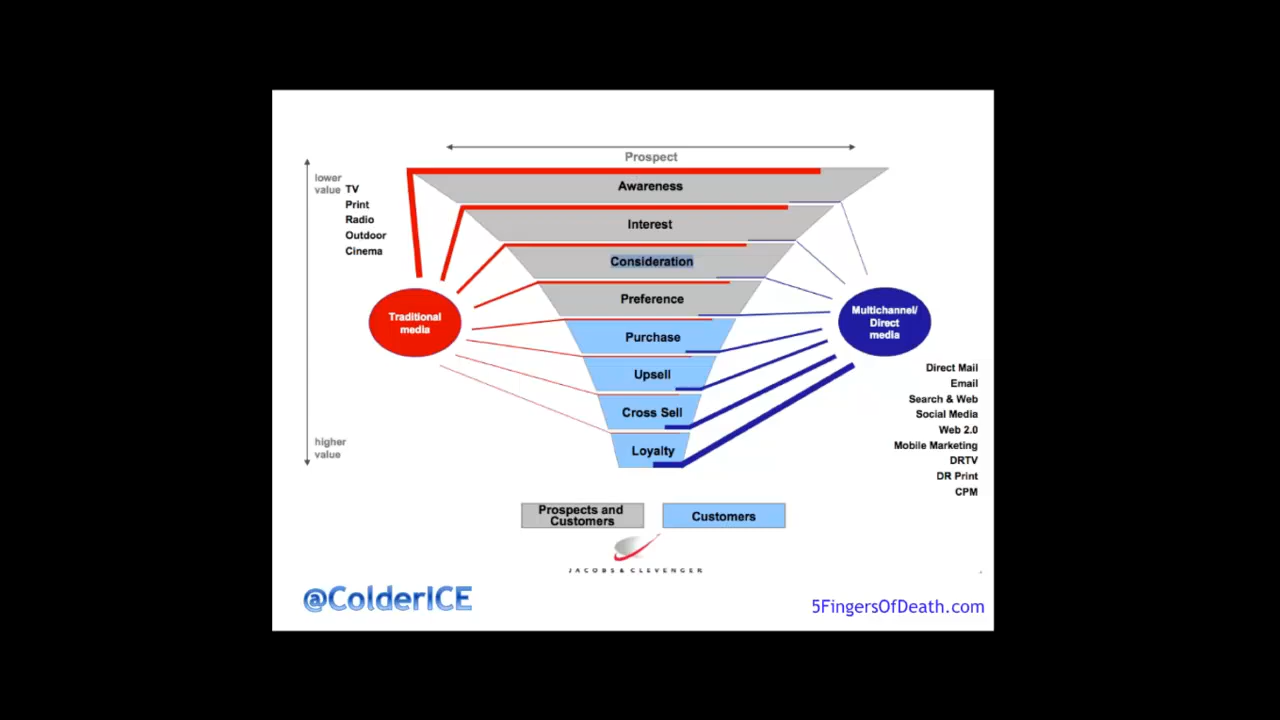 Prospect
lower
value
TV
Print
Radio
Outdoor
Cinema
Awareness
Interest
Consideration
Preference
Purchase
Upsell
Cross Sell
Loyalty
Traditional
media
Multichannel/
Direct
media
Direct Mail
Email
Search & Web
Social Media
Web 2.0
Mobile Marketing
DRTV
DR Print
CPM
higher
value
Prospects and
Customers
Customers
JACOBS & CLEVENGER
@ColderICE
5FingersOfDeath.com